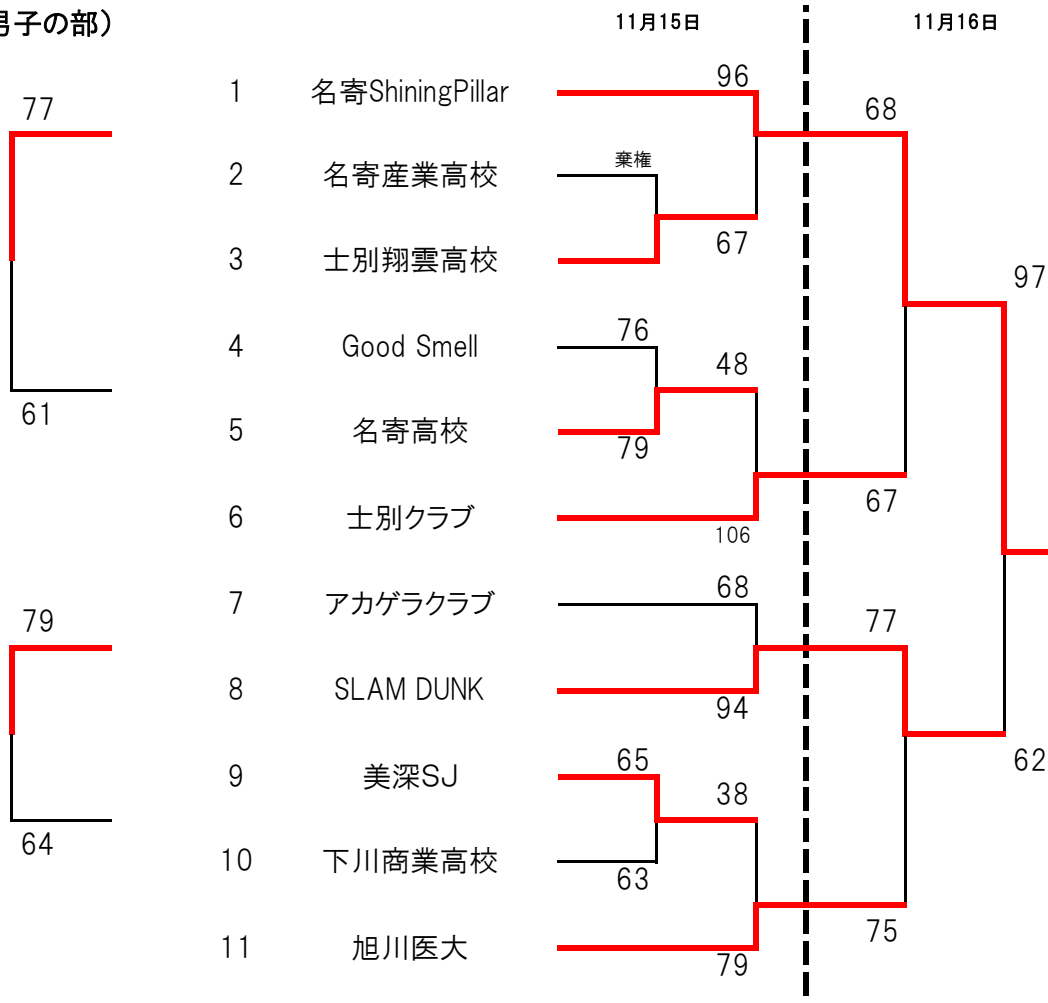 男子の部)
11月15日
11月16日
77
61
79
64
1 名寄ShiningPillar
2 名寄産業高校
3 士別翔雲高校
4 Good Smell
5 名寄高校
6 士別クラブ
7 アカゲラクラブ
8 SLAM DUNK
9 美深SJ
10 下川商業高校
11 旭川医大
96
棄権
67
76
48
79
106
68
94
65
38
63
79
68
67
77
75
97
62